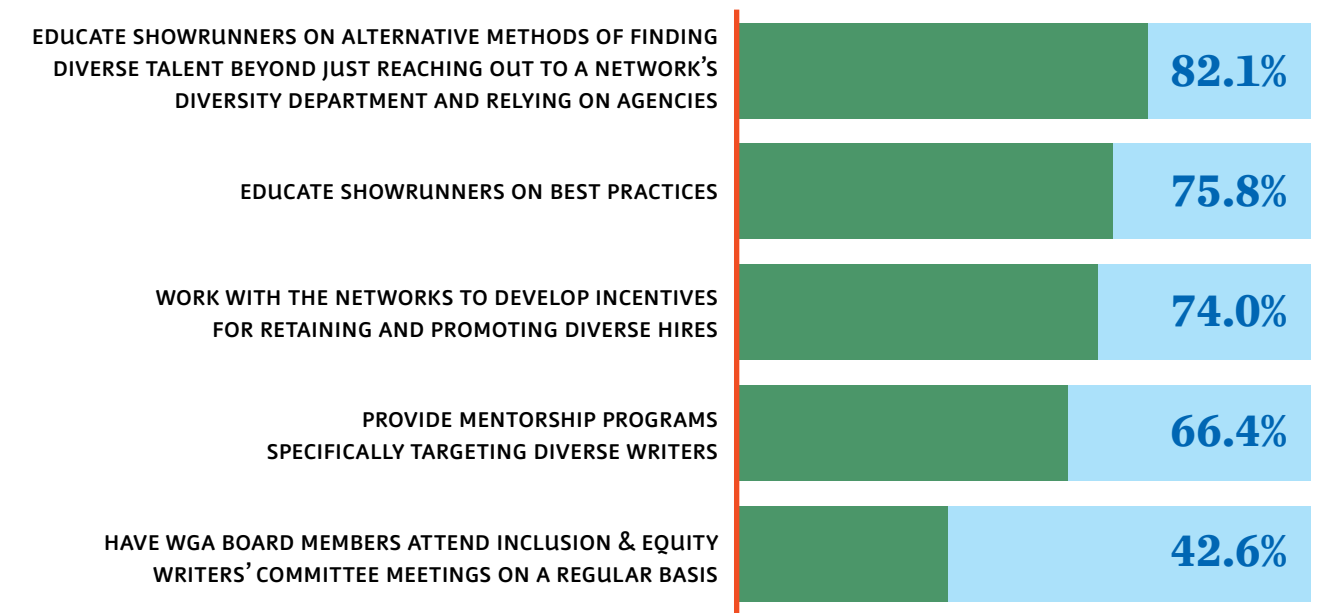 EDUCATE SHOWRUNNERS ON ALTERNATIVE METHODS OF FINDING
DIVERSE TALENT BEYOND JUST REACHING OUT TO A NETWORK’S
DIVERSITY DEPARTMENT AND RELYING ON AGENCIES
82.1%
EDUCATE SHOWRUNNERS ON BEST PRACTICES
75.8%
WORK WITH THE NETWORKS TO DEVELOP INCENTIVES
FOR RETAINING AND PROMOTING DIVERSE HIRES
74.0%
PROVIDE MENTORSHIP PROGRAMS
SPECIFICALLY TARGETING DIVERSE WRITERS
66.4%
HAVE WGA BOARD MEMBERS ATTEND INCLUSION & EQUITY
WRITERS’ COMMITTEE MEETINGS ON A REGULAR BASIS
42.6%